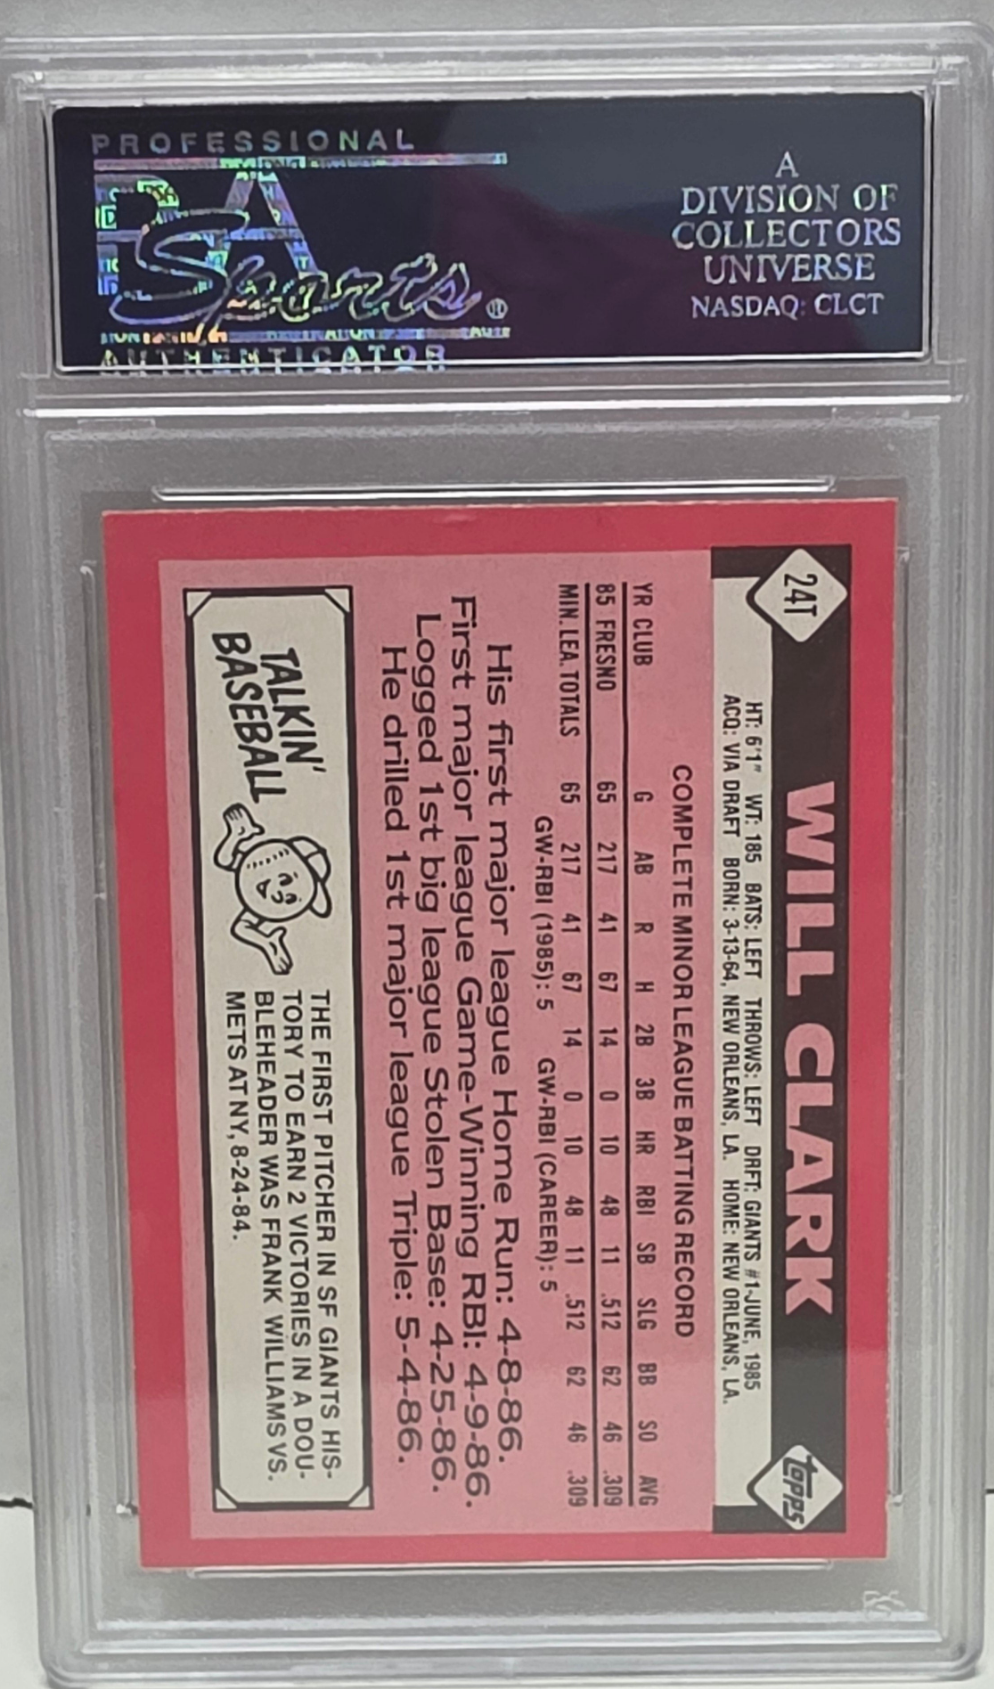 PROFESSIONAL
PSA
Sports®
AUTHENTICATOR
A
DIVISION OF
COLLECTORS
UNIVERSE
NASDAQ: CLCT
24T
WILL CLARK
topps
HT: 6'1" WT: 185 BATS: LEFT THROWS: LEFT DRFT: GIANTS #1-JUNE, 1985
ACQ: VIA DRAFT BORN: 3-13-64, NEW ORLEANS, LA. HOME: NEW ORLEANS, LA.
COMPLETE MINOR LEAGUE BATTING RECORD
YR CLUB G AB R H 2B 3B HR RBI SB SLG BB SO AVG
85 FRESNO 65 217 41 67 14 0 10 48 11 .512 62 46 .309
MIN. LEA. TOTALS 65 217 41 67 14 0 10 48 11 .512 62 46 .309
GW-RBI (1985): 5 GW-RBI (CAREER): 5
His first major league Home Run: 4-8-86.
First major league Game-Winning RBI: 4-9-86.
Logged 1st big league Stolen Base: 4-25-86.
He drilled 1st major league Triple: 5-4-86.
TALKIN'
BASEBALL
THE FIRST PITCHER IN SF GIANTS HIS-
TORY TO EARN 2 VICTORIES IN A DOU-
BLEHEADER WAS FRANK WILLIAMS VS.
METS AT NY, 8-24-84.